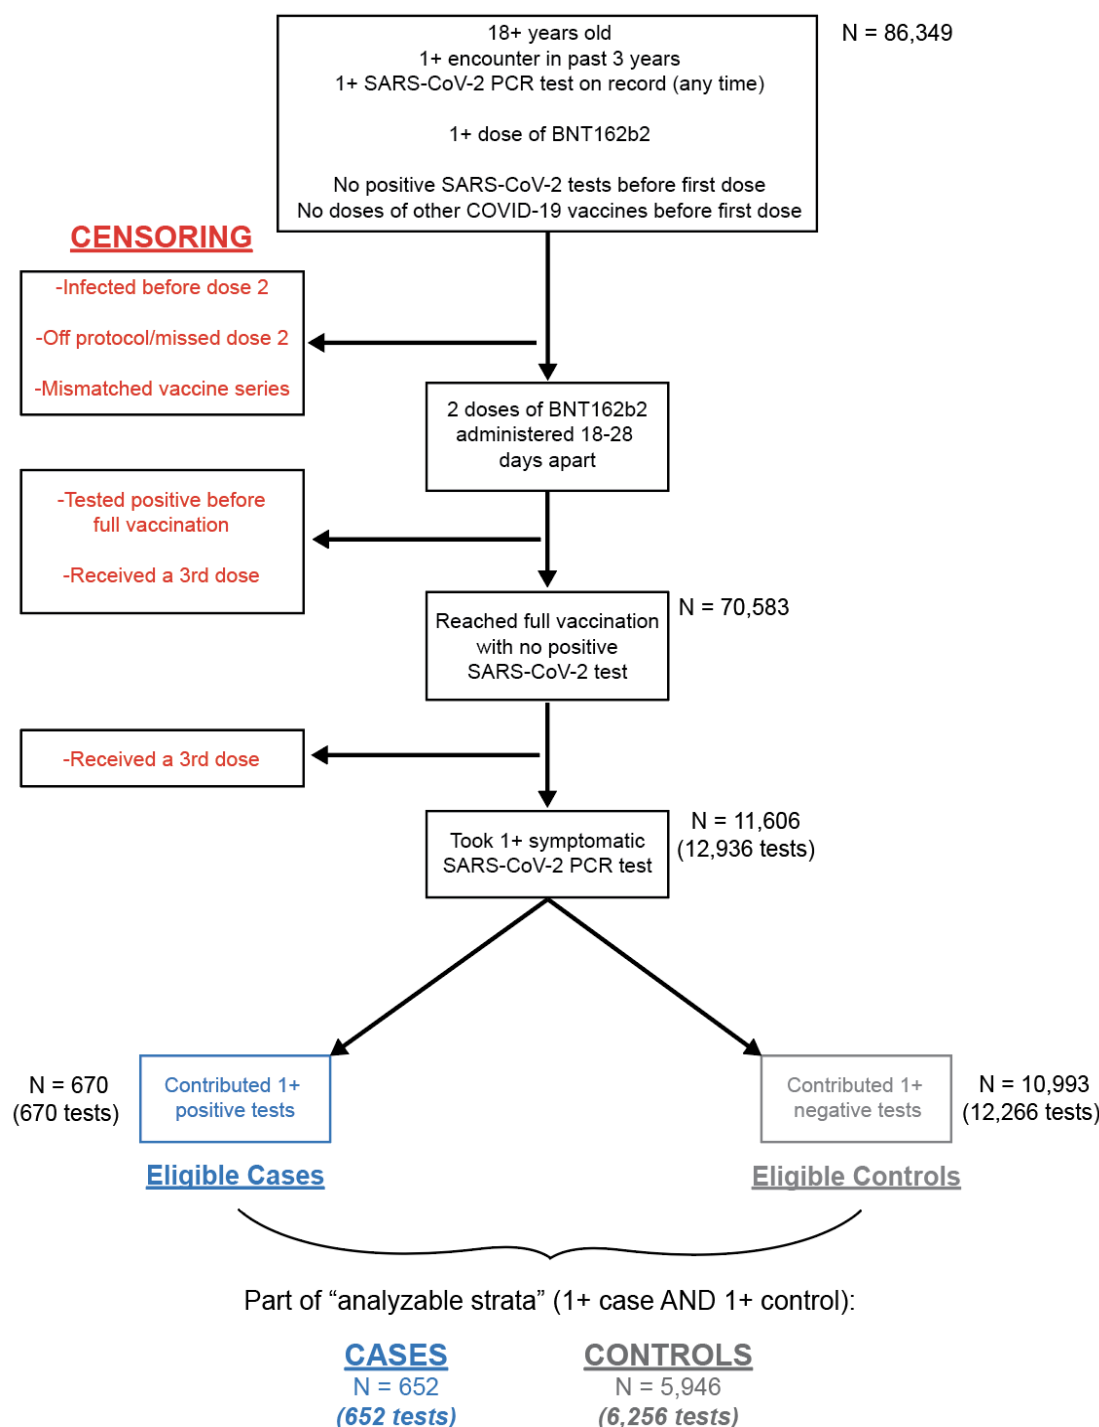 18+ years old
1+ encounter in past 3 years
1+ SARS-CoV-2 PCR test on record (any time)
1+ dose of BNT162b2
No positive SARS-CoV-2 tests before first dose
No doses of other COVID-19 vaccines before first dose
N = 86,349
CENSORING
-Infected before dose 2
-Off protocol/missed dose 2
-Mismatched vaccine series
2 doses of BNT162b2
administered 18-28
days apart
-Tested positive before
full vaccination
-Received a 3rd dose
Reached full vaccination
with no positive
SARS-CoV-2 test
N = 70,583
-Received a 3rd dose
Took 1+ symptomatic
SARS-CoV-2 PCR test
N = 11,606
(12,936 tests)
N = 670
(670 tests)
Contributed 1+
positive tests
Eligible Cases
Contributed 1+
negative tests
N = 10,993
(12,266 tests)
Eligible Controls
Part of “analyzable strata” (1+ case AND 1+ control):
CASES
N = 652
(652 tests)
CONTROLS
N = 5,946
(6,256 tests)